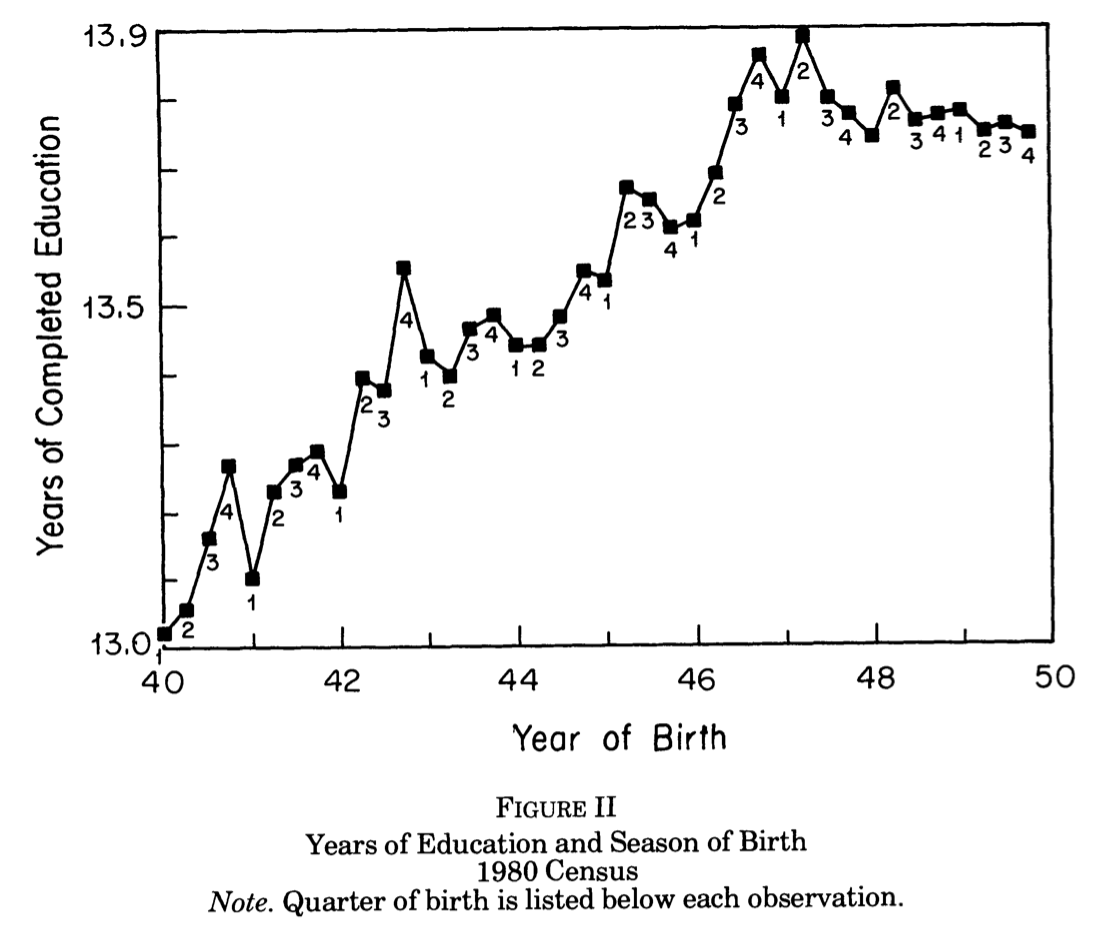 13.9
13.5
13.0
Years of Completed Education
1 2 3 4 1 2 3 4 1 2 3 4 1 2 3 4 1 2 3 4 1 2 3 4 1 2 3 4 1 2 3 4 2 3 4 1 2 3 4
40 42 44 46 48 50
Year of Birth
FIGURE II
Years of Education and Season of Birth
1980 Census
Note. Quarter of birth is listed below each observation.